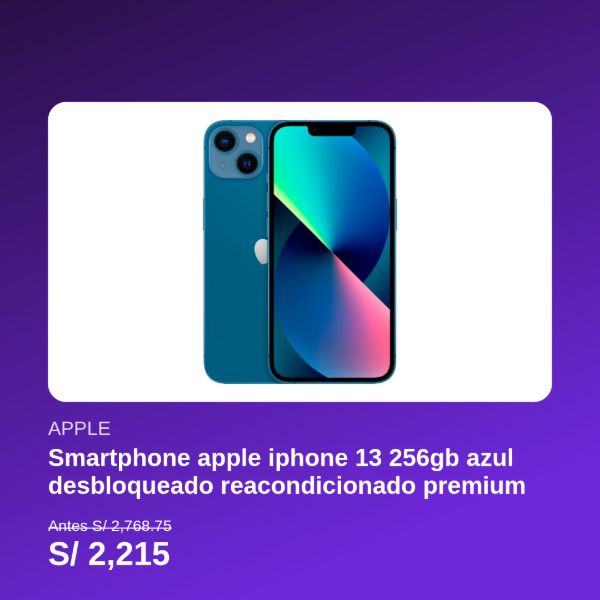 APPLE
Smartphone apple iphone 13 256gb azul
desbloqueado reacondicionado premium
Antes S/ 2,768.75
S/ 2,215